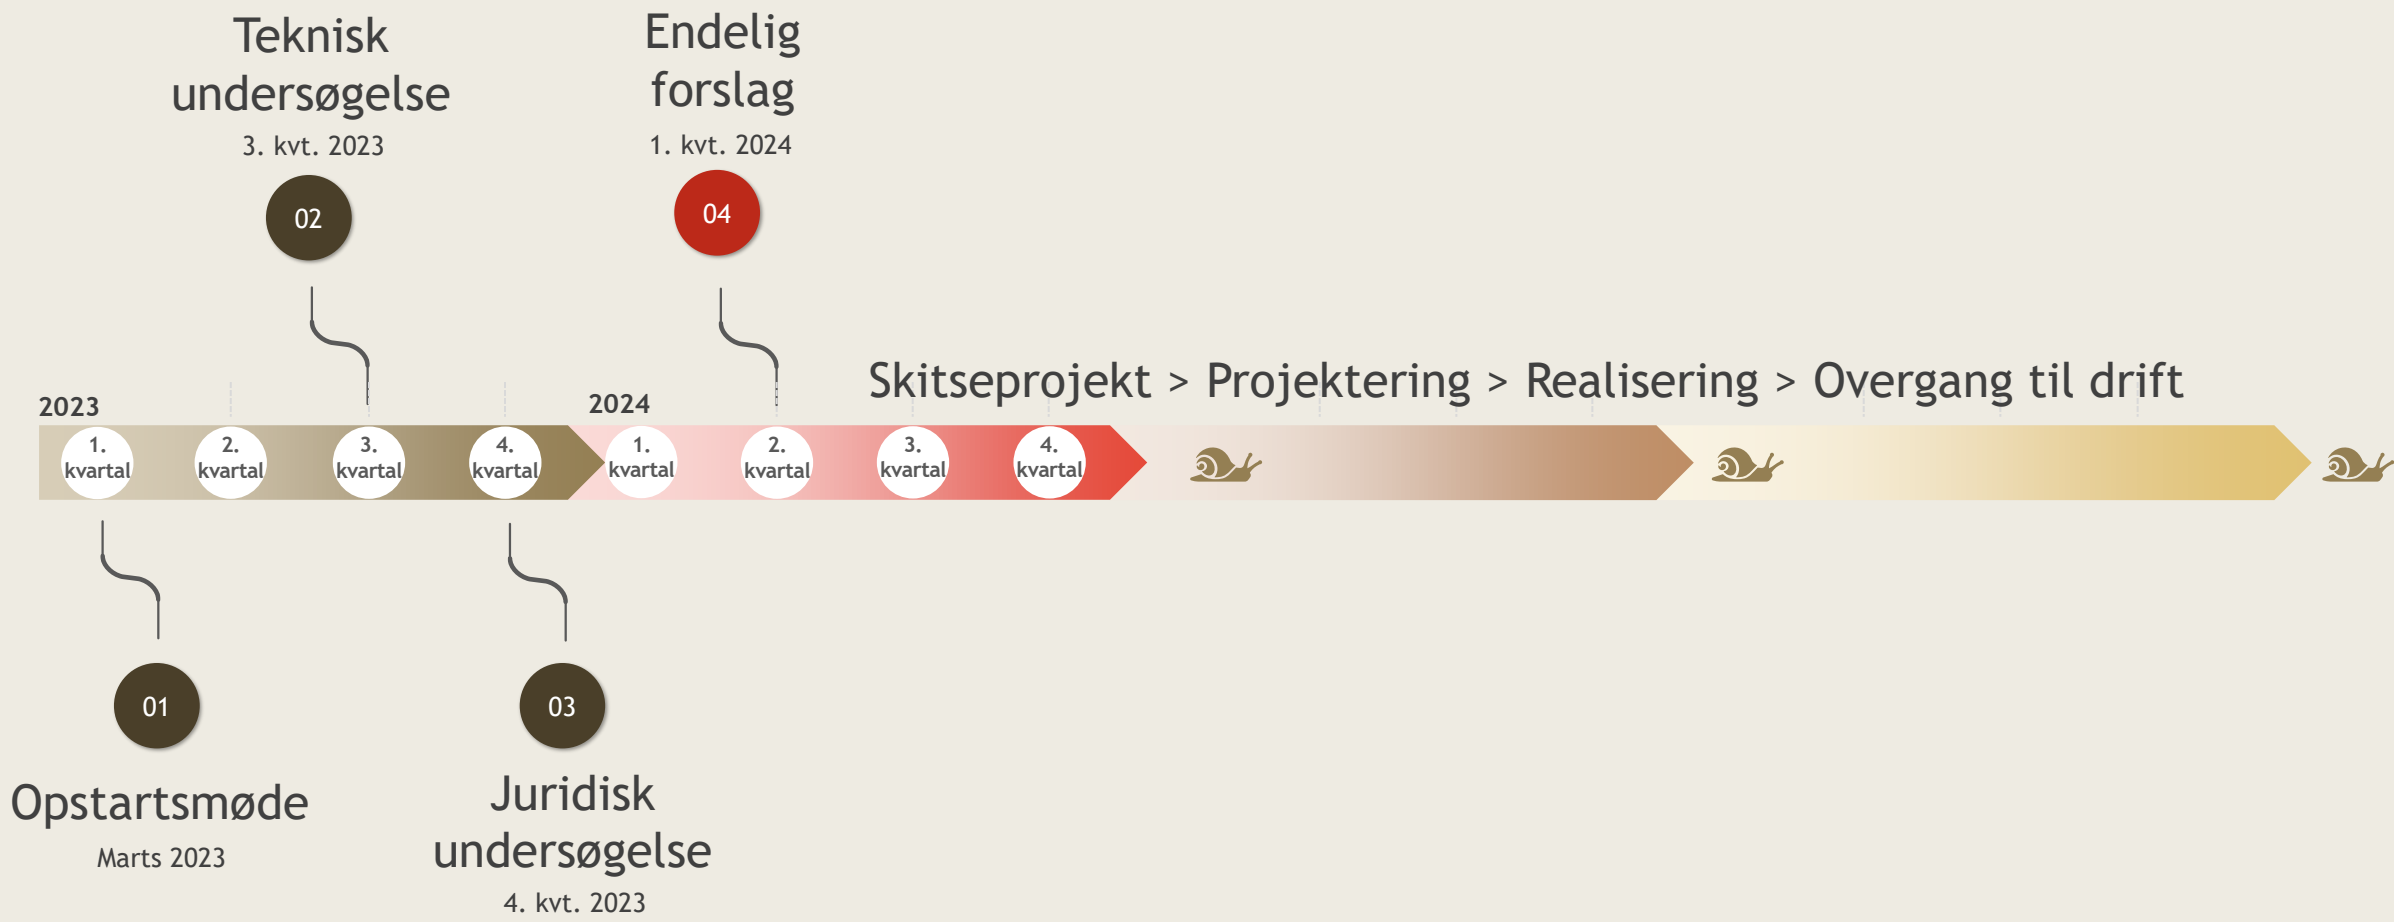 Teknisk
undersøgelse
3. kvt. 2023
02
Endelig
forslag
1. kvt. 2024
04
Skitseprojekt > Projektering > Realisering > Overgang til drift
2023
2024
1.
kvartal
2.
kvartal
3.
kvartal
4.
kvartal
1.
kvartal
2.
kvartal
3.
kvartal
4.
kvartal
01
Opstartsmøde
Marts 2023
03
Juridisk
undersøgelse
4. kvt. 2023